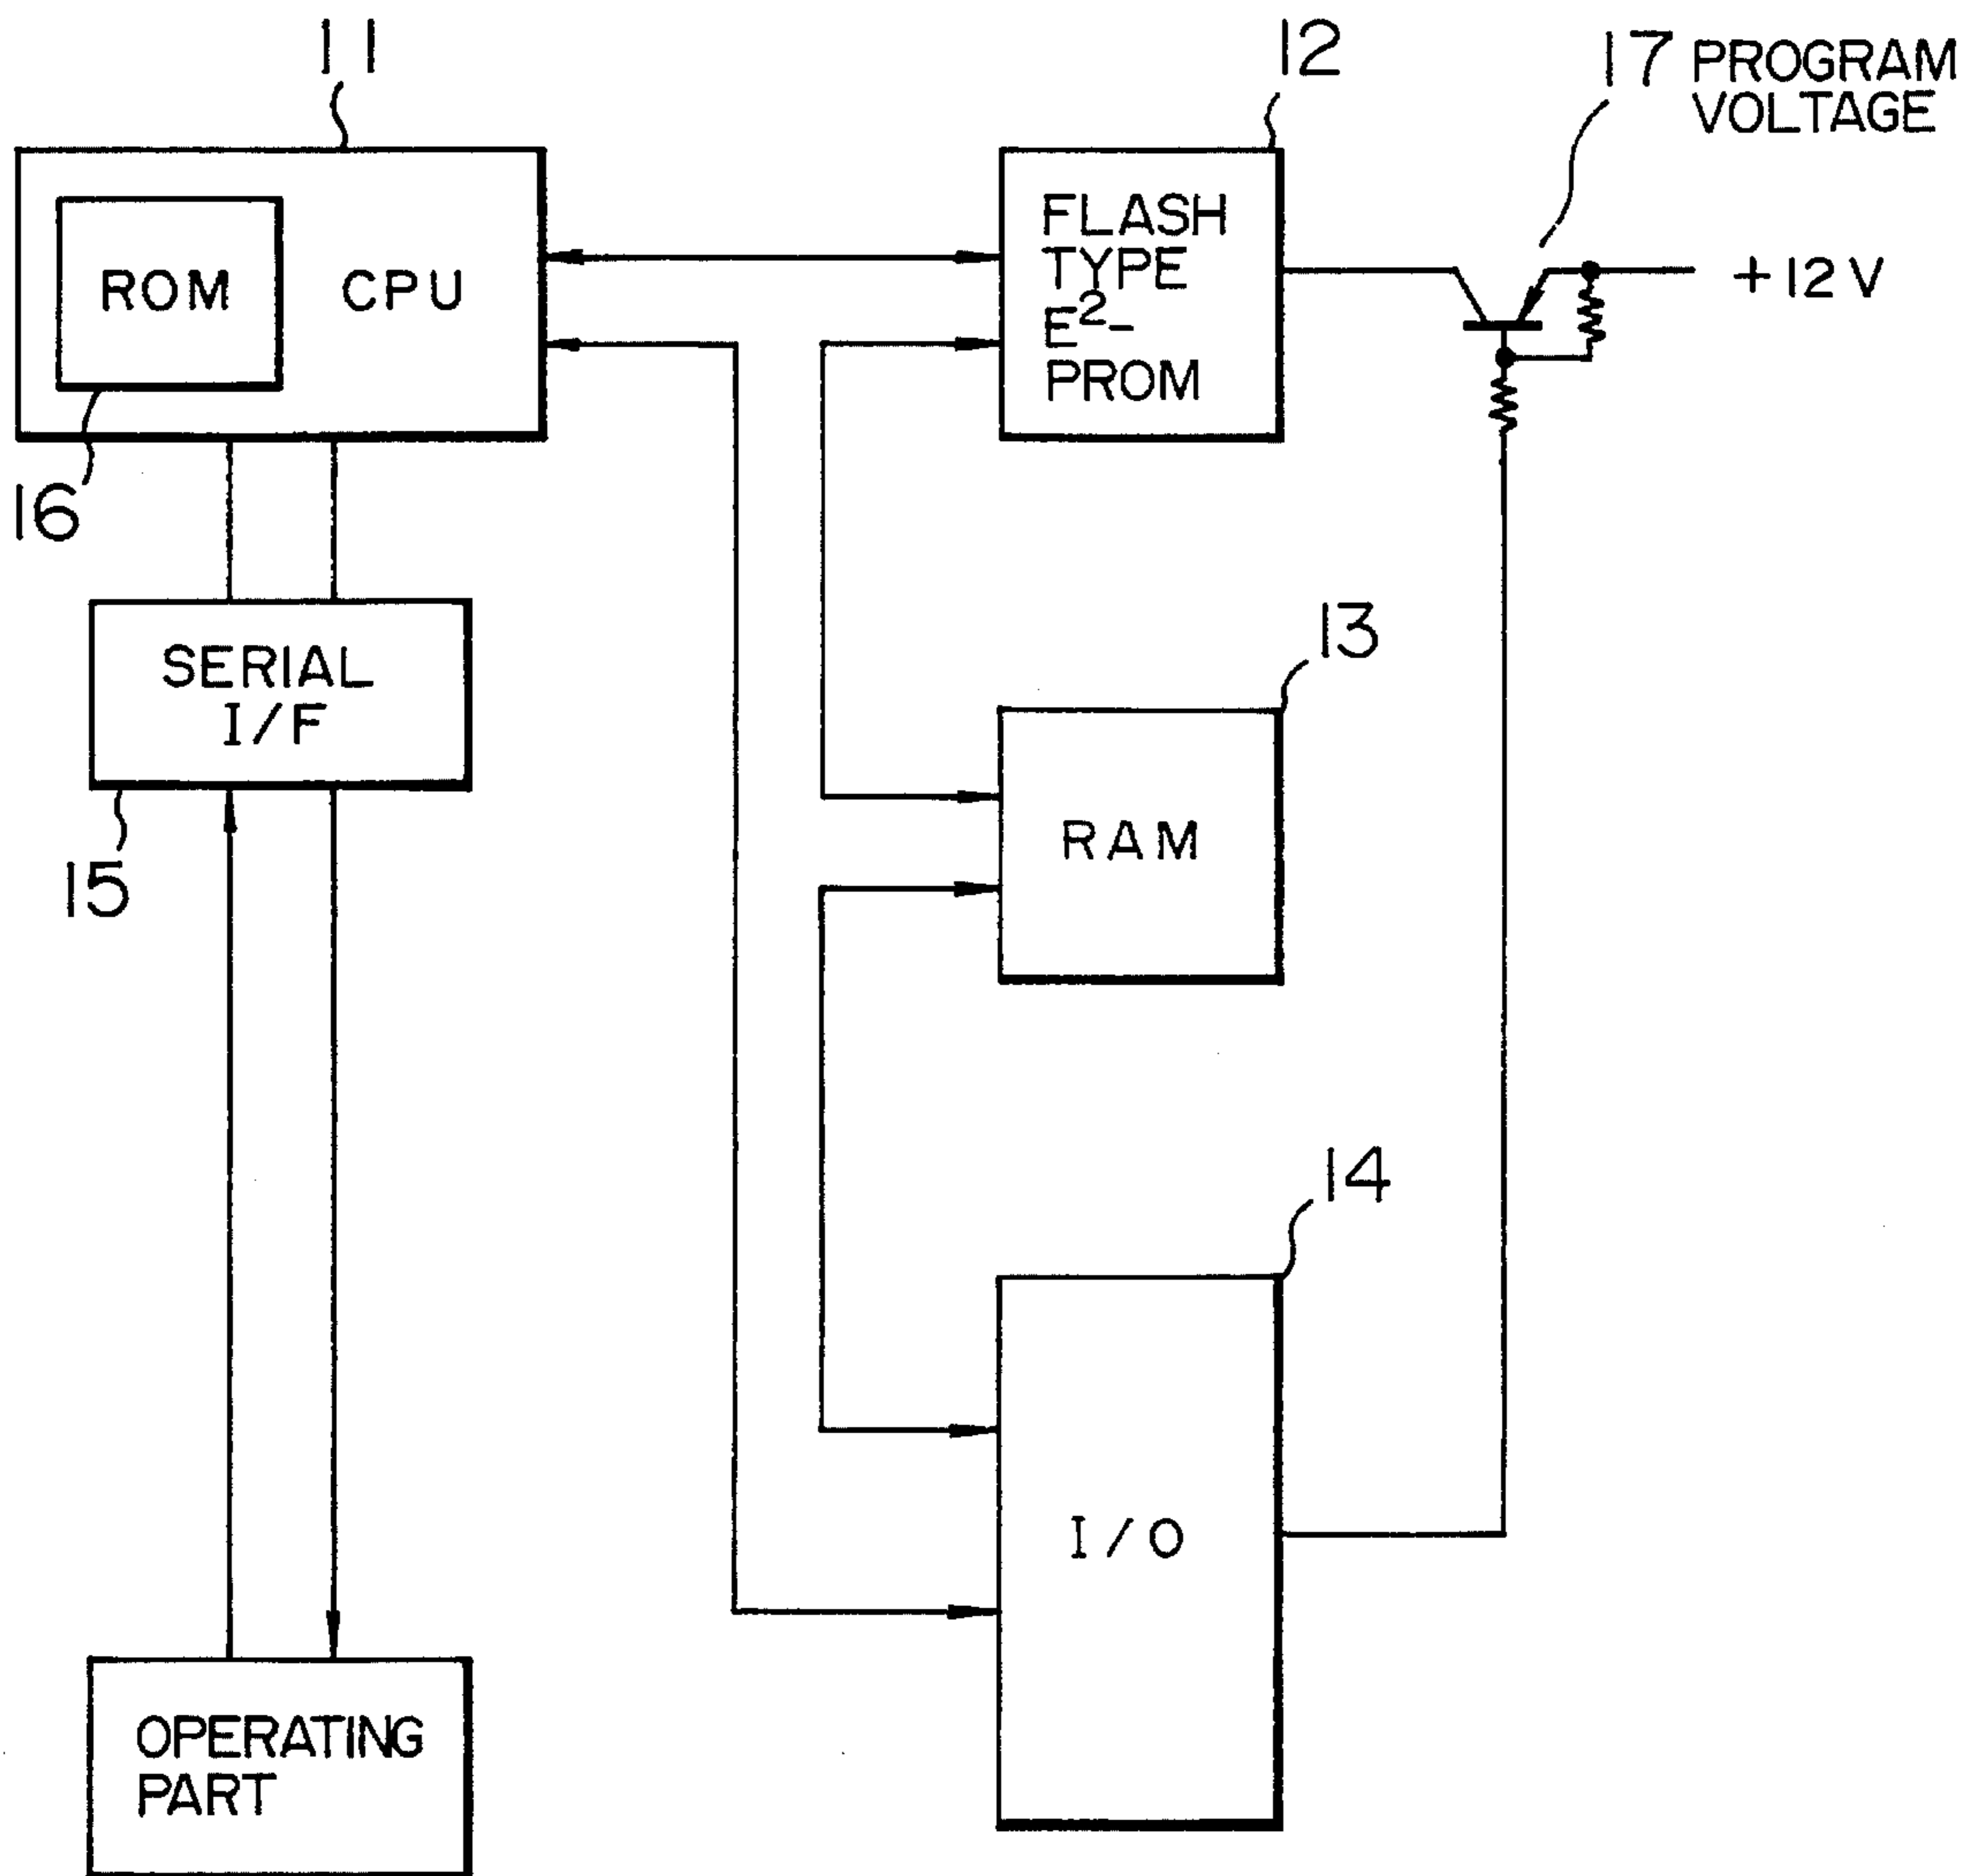 11
12
17 PROGRAM
VOLTAGE
ROM
CPU
FLASH
TYPE
E²-
PROM
+12V
16
SERIAL
I/F
13
15
RAM
14
I/O
OPERATING
PART